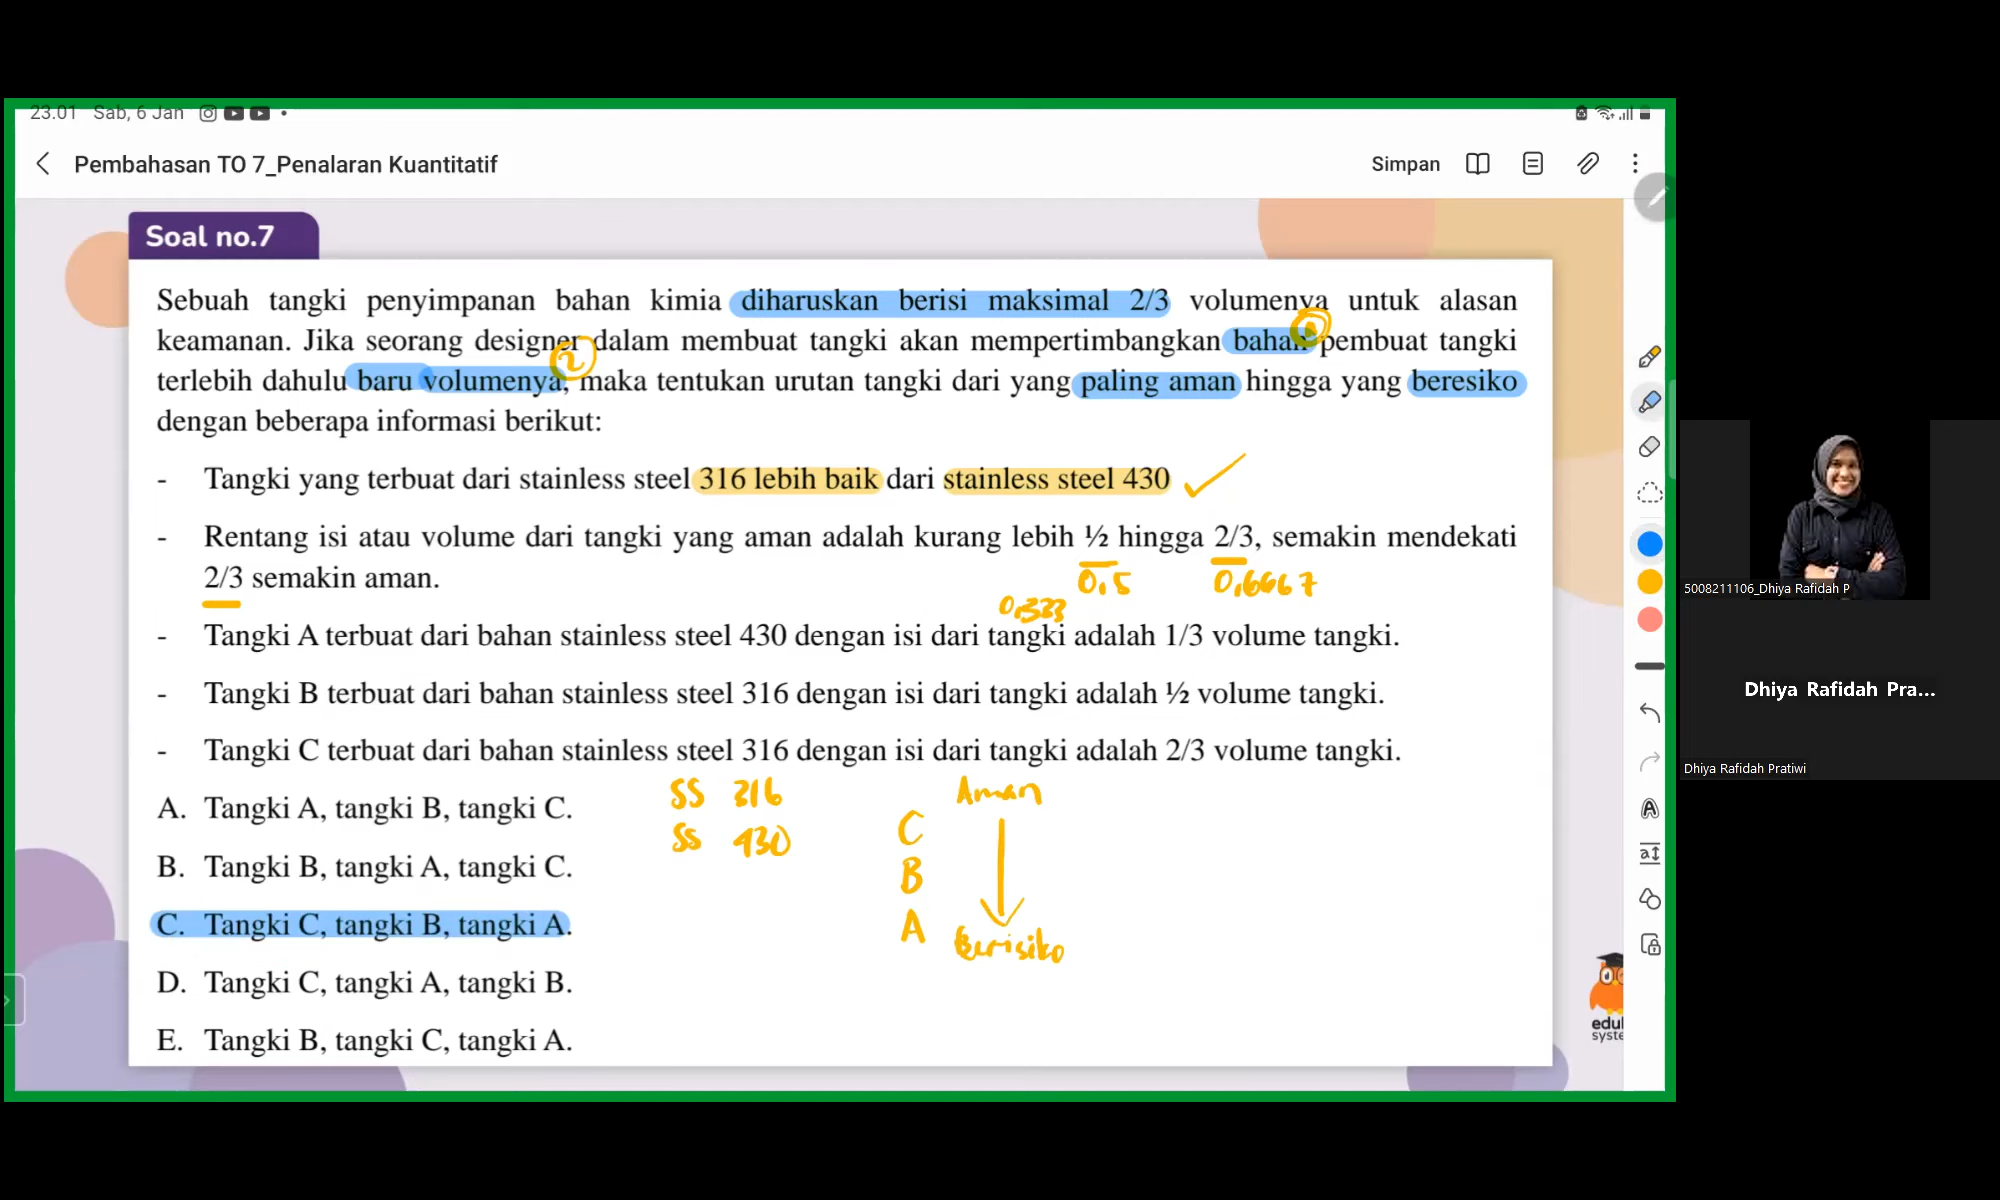 23.01 Sab, 6 Jan
Pembahasan TO 7_Penalaran Kuantitatif
Simpan
Soal no.7
Sebuah tangki penyimpanan bahan kimia diharuskan berisi maksimal 2/3 volumenya untuk alasan
keamanan. Jika seorang designer dalam membuat tangki akan mempertimbangkan bahan pembuat tangki
terlebih dahulu baru volumenya, maka tentukan urutan tangki dari yang paling aman hingga yang beresiko
dengan beberapa informasi berikut:
- Tangki yang terbuat dari stainless steel 316 lebih baik dari stainless steel 430
- Rentang isi atau volume dari tangki yang aman adalah kurang lebih ½ hingga 2/3, semakin mendekati
2/3 semakin aman.
0,5 0,6667
0,333
- Tangki A terbuat dari bahan stainless steel 430 dengan isi dari tangki adalah 1/3 volume tangki.
- Tangki B terbuat dari bahan stainless steel 316 dengan isi dari tangki adalah ½ volume tangki.
- Tangki C terbuat dari bahan stainless steel 316 dengan isi dari tangki adalah 2/3 volume tangki.
SS 316
SS 430
Aman
C
B
A
Berisiko
A. Tangki A, tangki B, tangki C.
B. Tangki B, tangki A, tangki C.
C. Tangki C, tangki B, tangki A.
D. Tangki C, tangki A, tangki B.
E. Tangki B, tangki C, tangki A.
5008211106_Dhiya Rafidah P
Dhiya Rafidah Pra...
Dhiya Rafidah Pratiwi